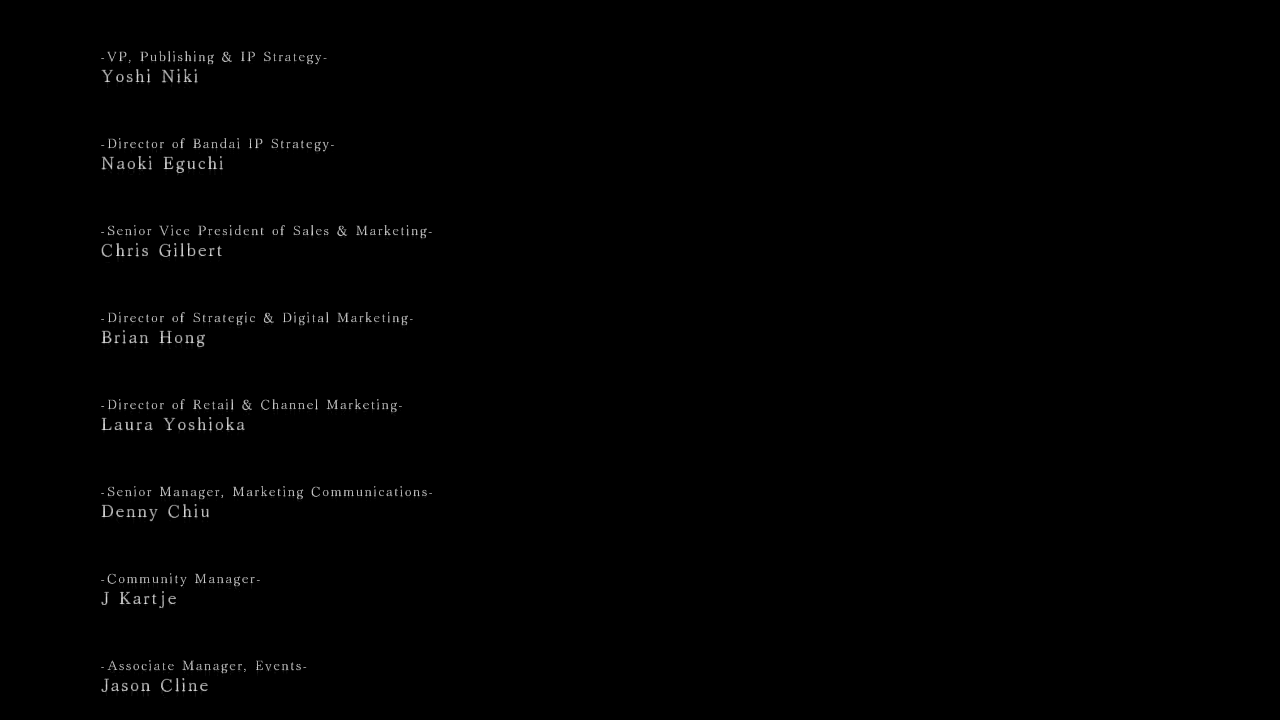 -VP, Publishing & IP Strategy-
Yoshi Niki
-Director of Bandai IP Strategy-
Naoki Eguchi
-Senior Vice President of Sales & Marketing-
Chris Gilbert
-Director of Strategic & Digital Marketing-
Brian Hong
-Director of Retail & Channel Marketing-
Laura Yoshioka
-Senior Manager, Marketing Communications-
Denny Chiu
-Community Manager-
J Kartje
-Associate Manager, Events-
Jason Cline